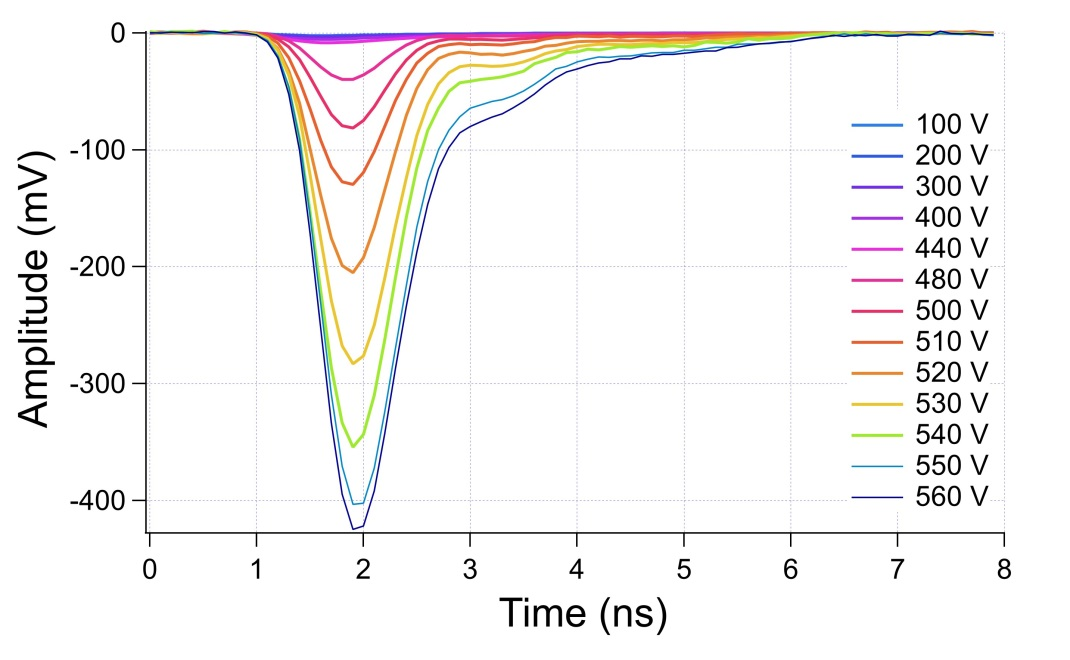 0
-100
-200
-300
-400
Amplitude (mV)
100 V
200 V
300 V
400 V
440 V
480 V
500 V
510 V
520 V
530 V
540 V
550 V
560 V
0 1 2 3 4 5 6 7 8
Time (ns)